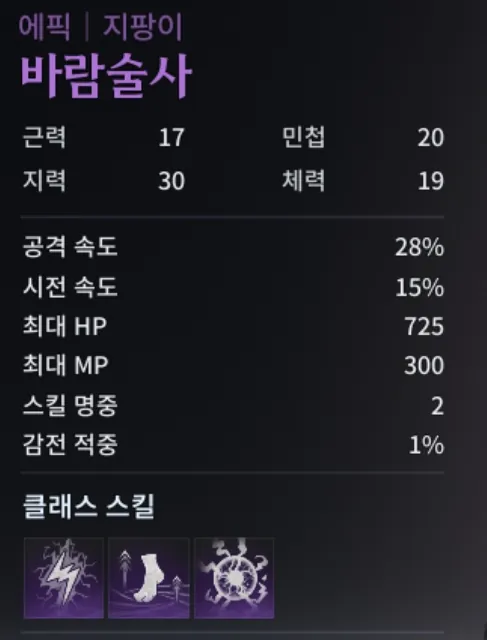 에픽 | 지팡이
바람술사
근력 17 민첩 20
지력 30 체력 19
공격 속도 28%
시전 속도 15%
최대 HP 725
최대 MP 300
스킬 명중 2
감전 적중 1%
클래스 스킬